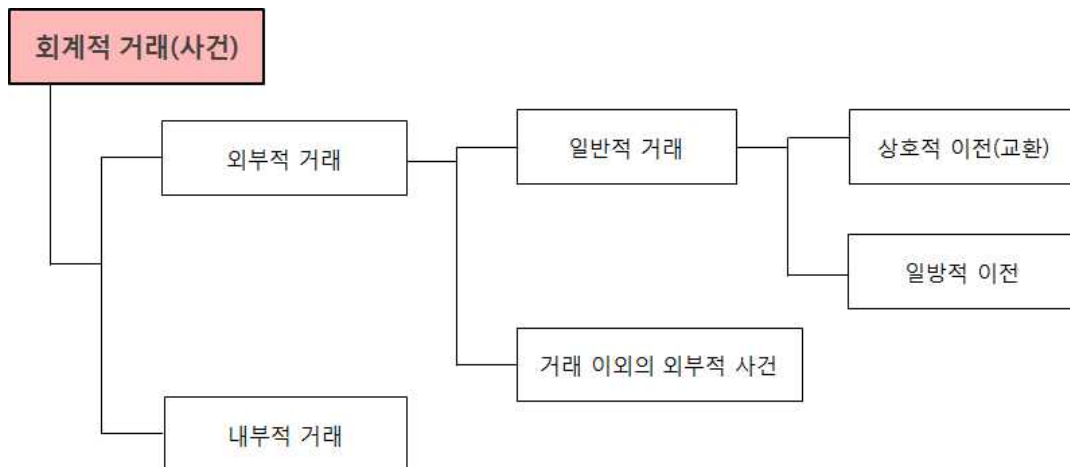 회계적 거래(사건)
외부적 거래
일반적 거래
상호적 이전(교환)
일방적 이전
거래 이외의 외부적 사건
내부적 거래